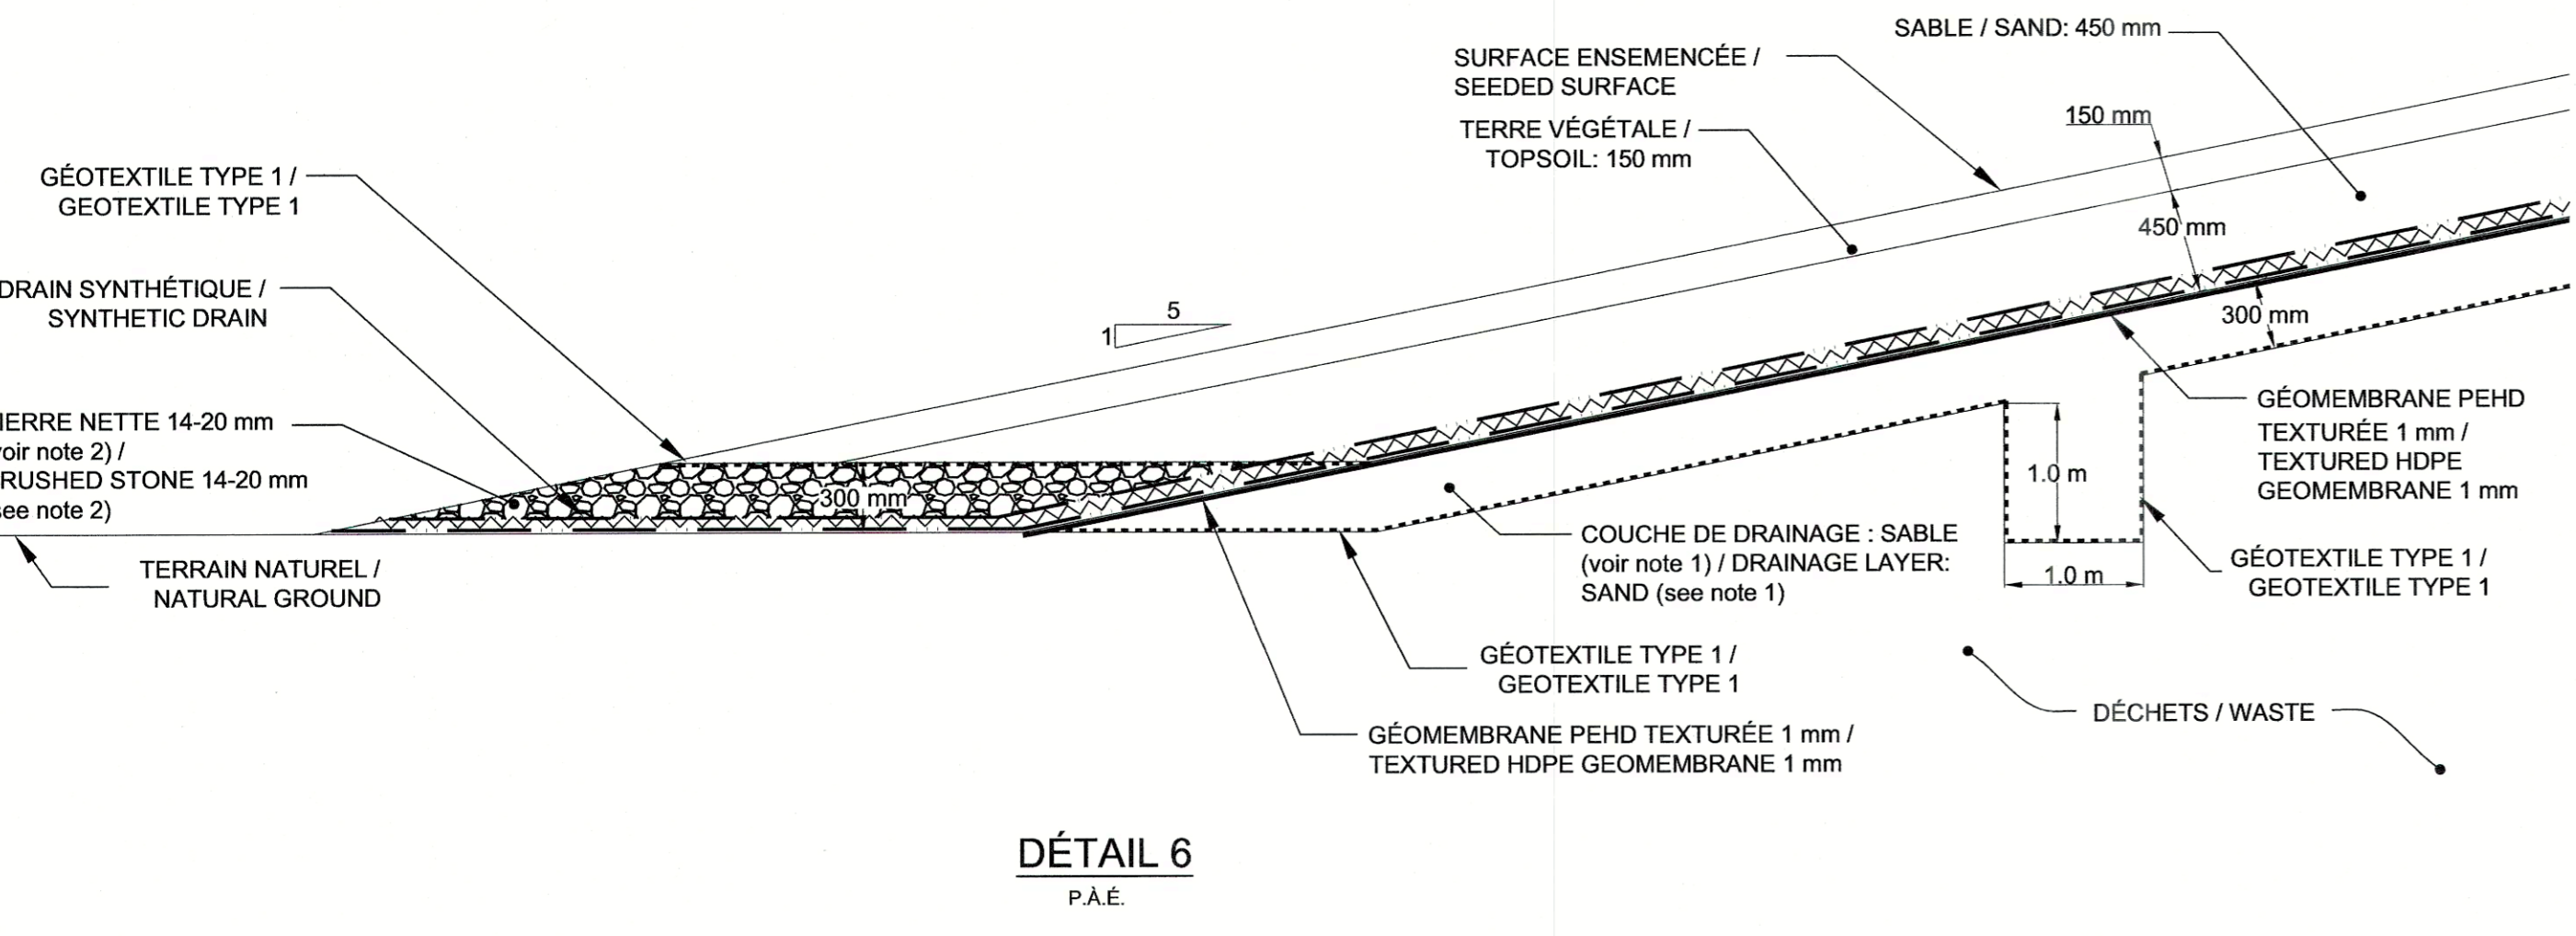 SABLE / SAND: 450 mm
SURFACE ENSEMENCÉE /
SEEDED SURFACE
150 mm
TERRE VÉGÉTALE /
TOPSOIL: 150 mm
GÉOTEXTILE TYPE 1 /
GEOTEXTILE TYPE 1
450 mm
DRAIN SYNTHÉTIQUE /
SYNTHETIC DRAIN
5
1
300 mm
IERRE NETTE 14-20 mm
voir note 2) /
RUSHED STONE 14-20 mm
see note 2)
300 mm
GÉOMEMBRANE PEHD
TEXTURÉE 1 mm /
TEXTURED HDPE
GEOMEMBRANE 1 mm
1.0 m
1.0 m
COUCHE DE DRAINAGE : SABLE
(voir note 1) / DRAINAGE LAYER:
SAND (see note 1)
GÉOTEXTILE TYPE 1 /
GEOTEXTILE TYPE 1
TERRAIN NATUREL /
NATURAL GROUND
GÉOTEXTILE TYPE 1 /
GEOTEXTILE TYPE 1
DÉCHETS / WASTE
GÉOMEMBRANE PEHD TEXTURÉE 1 mm /
TEXTURED HDPE GEOMEMBRANE 1 mm
DÉTAIL 6
P.À.É.